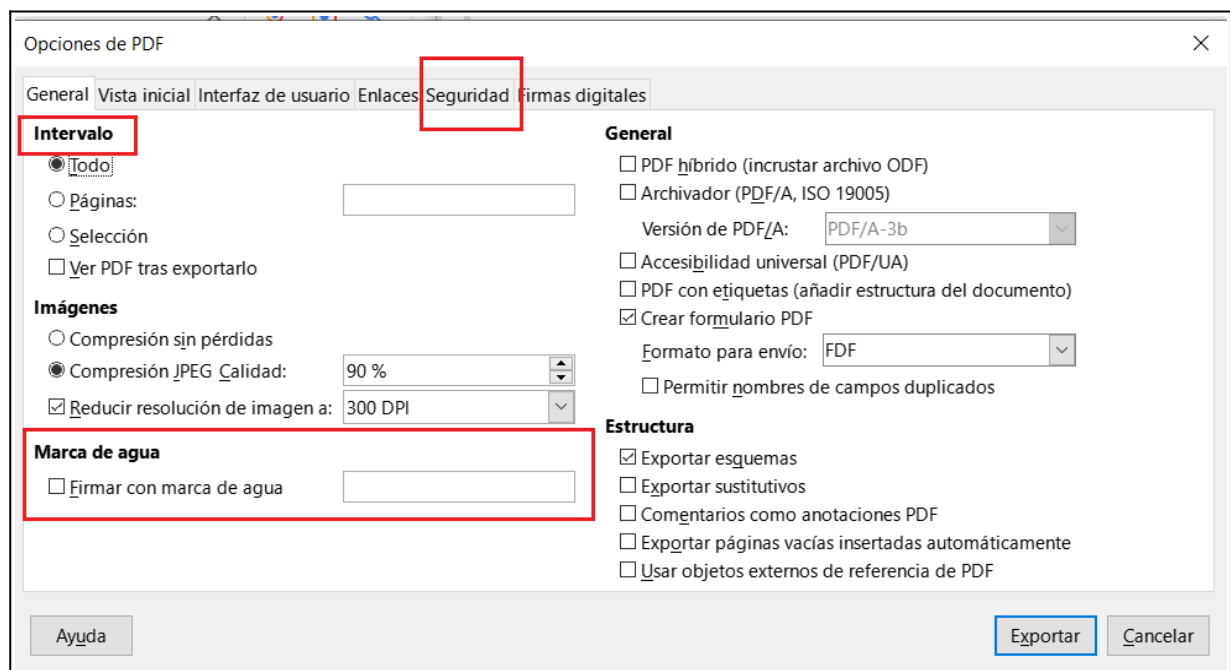 Opciones de PDF
General Vista inicial Interfaz de usuario Enlaces Seguridad Firmas digitales
Intervalo
Todo
Páginas:
Selección
Ver PDF tras exportarlo
Imágenes
Compresión sin pérdidas
Compresión JPEG Calidad: 90 %
Reducir resolución de imagen a: 300 DPI
Marca de agua
Firmar con marca de agua
General
PDF híbrido (incrustar archivo ODF)
Archivador (PDF/A, ISO 19005)
Versión de PDF/A: PDF/A-3b
Accesibilidad universal (PDF/UA)
PDF con etiquetas (añadir estructura del documento)
Crear formulario PDF
Formato para envío: FDF
Permitir nombres de campos duplicados
Estructura
Exportar esquemas
Exportar sustitutivos
Comentarios como anotaciones PDF
Exportar páginas vacías insertadas automáticamente
Usar objetos externos de referencia de PDF
Ayuda Exportar Cancelar